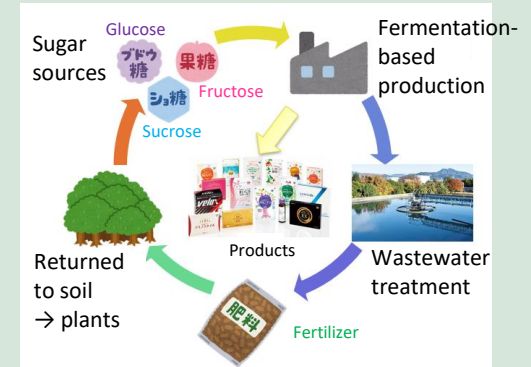 Glucose
Sugar
sources
ブドウ
糖
果糖
Fructose
ショ糖
Sucrose
Fermentation-
based
production
Products
Wastewater
treatment
Returned
to soil
→ plants
肥料
Fertilizer